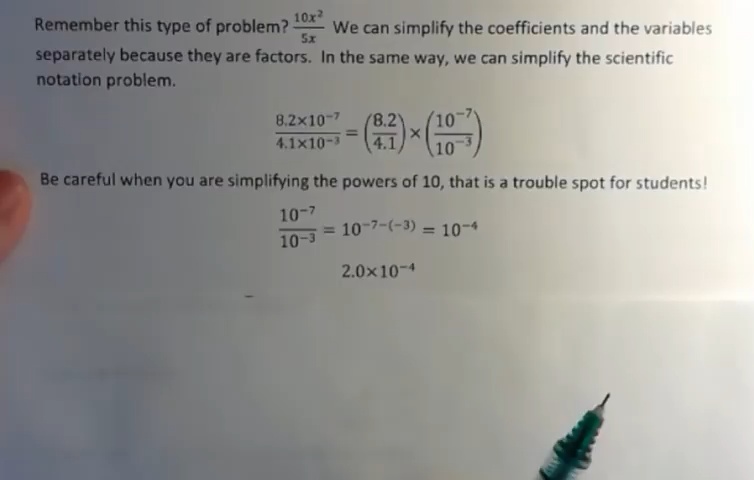 Remember this type of problem? 10x²/5x We can simplify the coefficients and the variables
separately because they are factors. In the same way, we can simplify the scientific
notation problem.
8.2×10⁻⁷/4.1×10⁻³ = (8.2/4.1) × (10⁻⁷/10⁻³)
Be careful when you are simplifying the powers of 10, that is a trouble spot for students!
10⁻⁷/10⁻³ = 10⁻⁷⁻⁽⁻³⁾ = 10⁻⁴
2.0×10⁻⁴